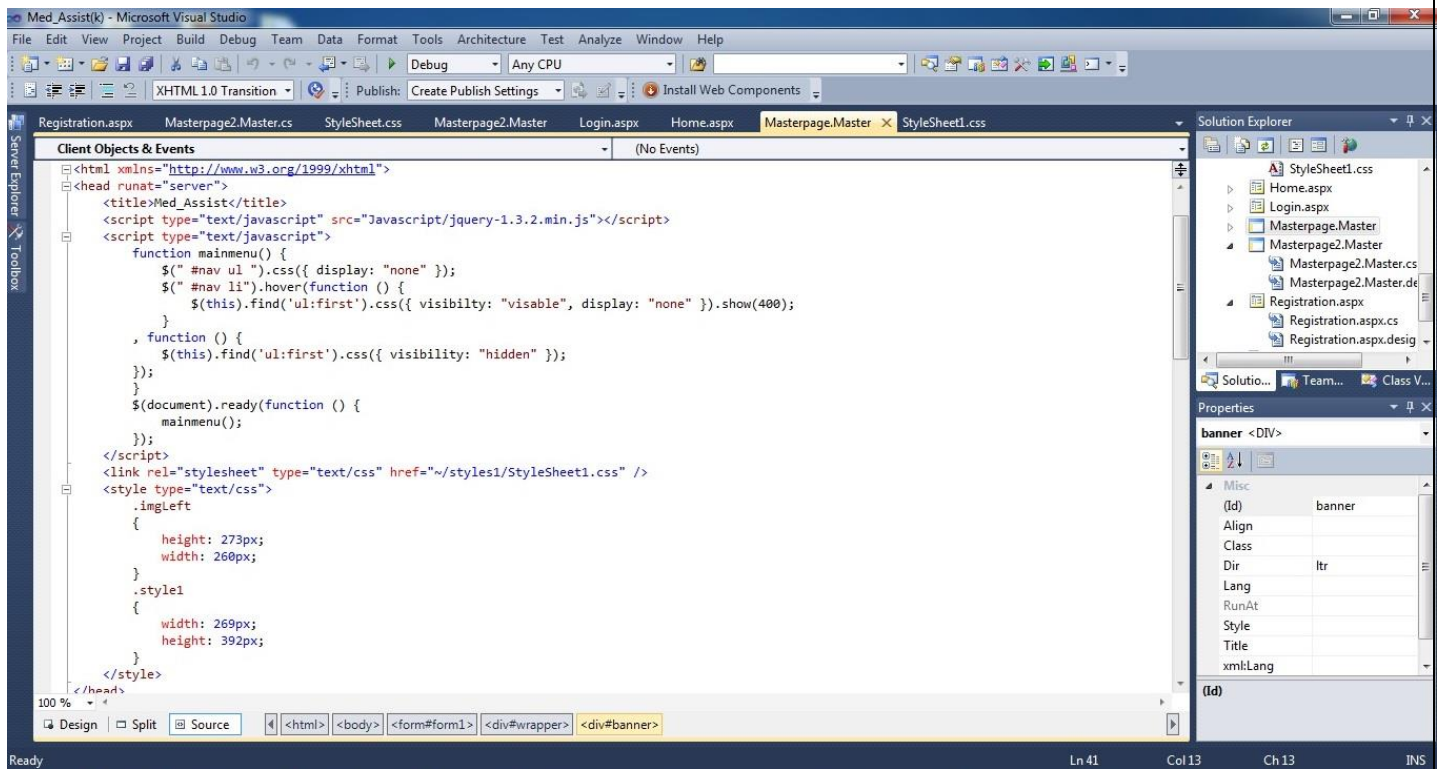 Med_Assist(k) - Microsoft Visual Studio
File Edit View Project Build Debug Team Data Format Tools Architecture Test Analyze Window Help
Debug Any CPU
XHTML 1.0 Transition Publish: Create Publish Settings Install Web Components
Server Explorer
Toolbox
Registration.aspx Masterpage2.Master.cs StyleSheet.css Masterpage2.Master Login.aspx Home.aspx Masterpage.Master StyleSheet1.css
Client Objects & Events (No Events)
<html xmlns="http://www.w3.org/1999/xhtml">
<head runat="server">
<title>Med_Assist</title>
<script type="text/javascript" src="Javascript/jquery-1.3.2.min.js"></script>
<script type="text/javascript">
function mainmenu() {
$(" #nav ul ").css({ display: "none" });
$(" #nav li").hover(function () {
$(this).find('ul:first').css({ visibilty: "visable", display: "none" }).show(400);
}
, function () {
$(this).find('ul:first').css({ visibility: "hidden" });
});
}
$(document).ready(function () {
mainmenu();
});
</script>
<link rel="stylesheet" type="text/css" href="~/styles1/StyleSheet1.css" />
<style type="text/css">
.imgLeft
{
height: 273px;
width: 260px;
}
.style1
{
width: 269px;
height: 392px;
}
</style>
</head>
100 %
Design Split Source <html> <body> <form#form1> <div#wrapper> <div#banner>
Solution Explorer
StyleSheet1.css
Home.aspx
Login.aspx
Masterpage.Master
Masterpage2.Master
Masterpage2.Master.cs
Masterpage2.Master.de
Registration.aspx
Registration.aspx.cs
Registration.aspx.desig
Solutio... Team... Class V...
Properties
banner <DIV>
Misc
(Id) banner
Align
Class
Dir ltr
Lang
RunAt
Style
Title
xml:Lang
(Id)
Ready Ln 41 Col 13 Ch 13 INS